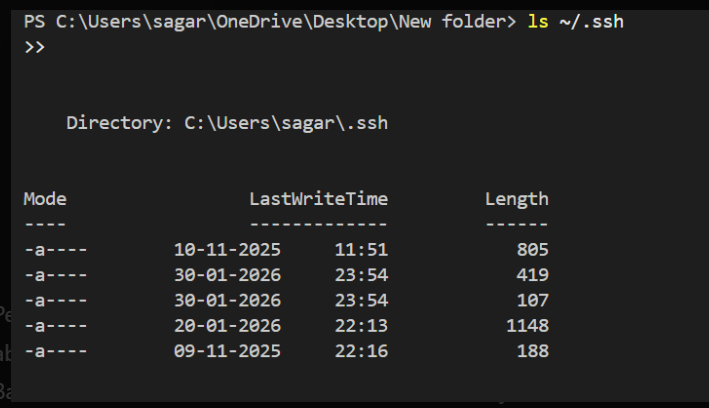 PS C:\Users\sagar\OneDrive\Desktop\New folder> ls ~/.ssh
>>
Directory: C:\Users\sagar\.ssh
Mode LastWriteTime Length
---- ------------- ------
-a---- 10-11-2025 11:51 805
-a---- 30-01-2026 23:54 419
-a---- 30-01-2026 23:54 107
-a---- 20-01-2026 22:13 1148
-a---- 09-11-2025 22:16 188